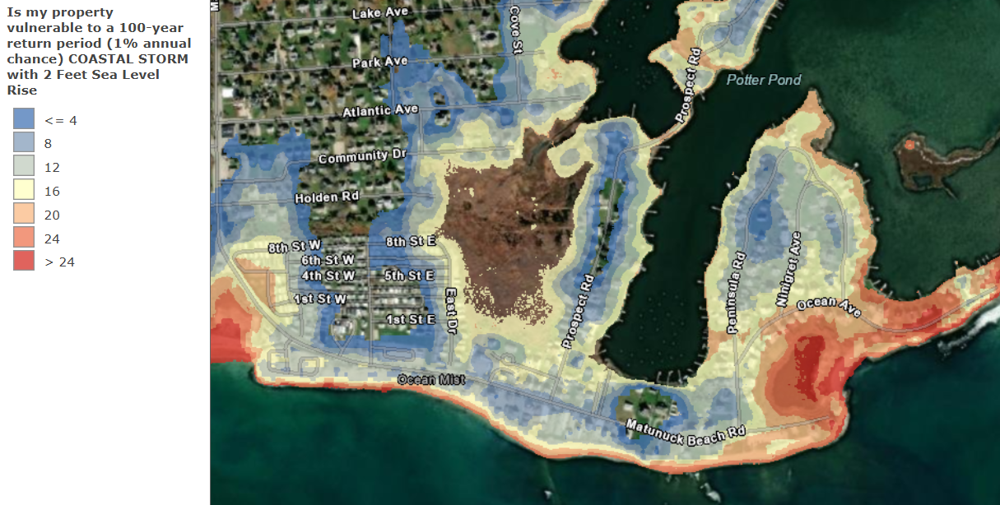 Is my property
vulnerable to a 100-year
return period (1% annual
chance) COASTAL STORM
with 2 Feet Sea Level
Rise
<= 4
8
12
16
20
24
> 24
Lake Ave
Cove St
Park Ave
Prospect Rd
Potter Pond
Atlantic Ave
Community Dr
Holden Rd
8th St W
8th St E
6th St W
4th St W
5th St E
1st St W
1st St E
East Dr
Prospect Rd
Peninsula Rd
Ninigret Ave
Ocean Ave
Ocean Mist
Matunuck Beach Rd